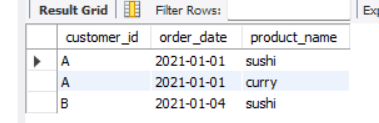 Result Grid Filter Rows: Exp
customer_id order_date product_name
A 2021-01-01 sushi
A 2021-01-01 curry
B 2021-01-04 sushi